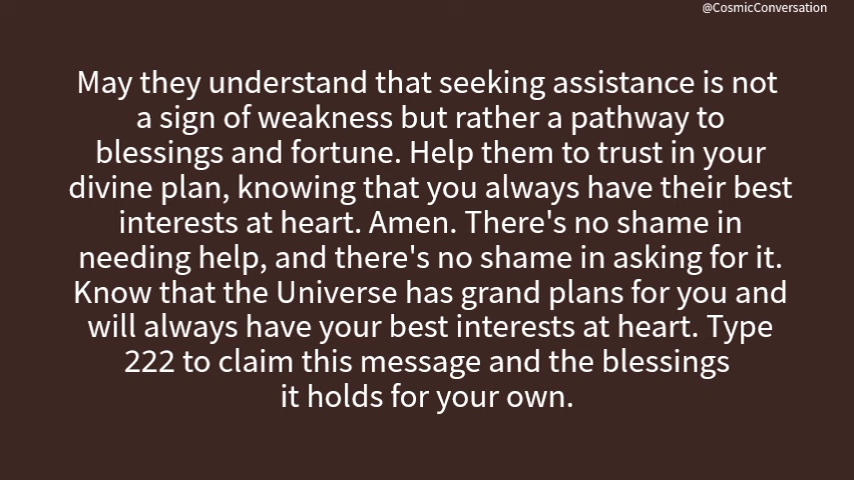 @CosmicConversation
May they understand that seeking assistance is not
a sign of weakness but rather a pathway to
blessings and fortune. Help them to trust in your
divine plan, knowing that you always have their best
interests at heart. Amen. There's no shame in
needing help, and there's no shame in asking for it.
Know that the Universe has grand plans for you and
will always have your best interests at heart. Type
222 to claim this message and the blessings
it holds for your own.